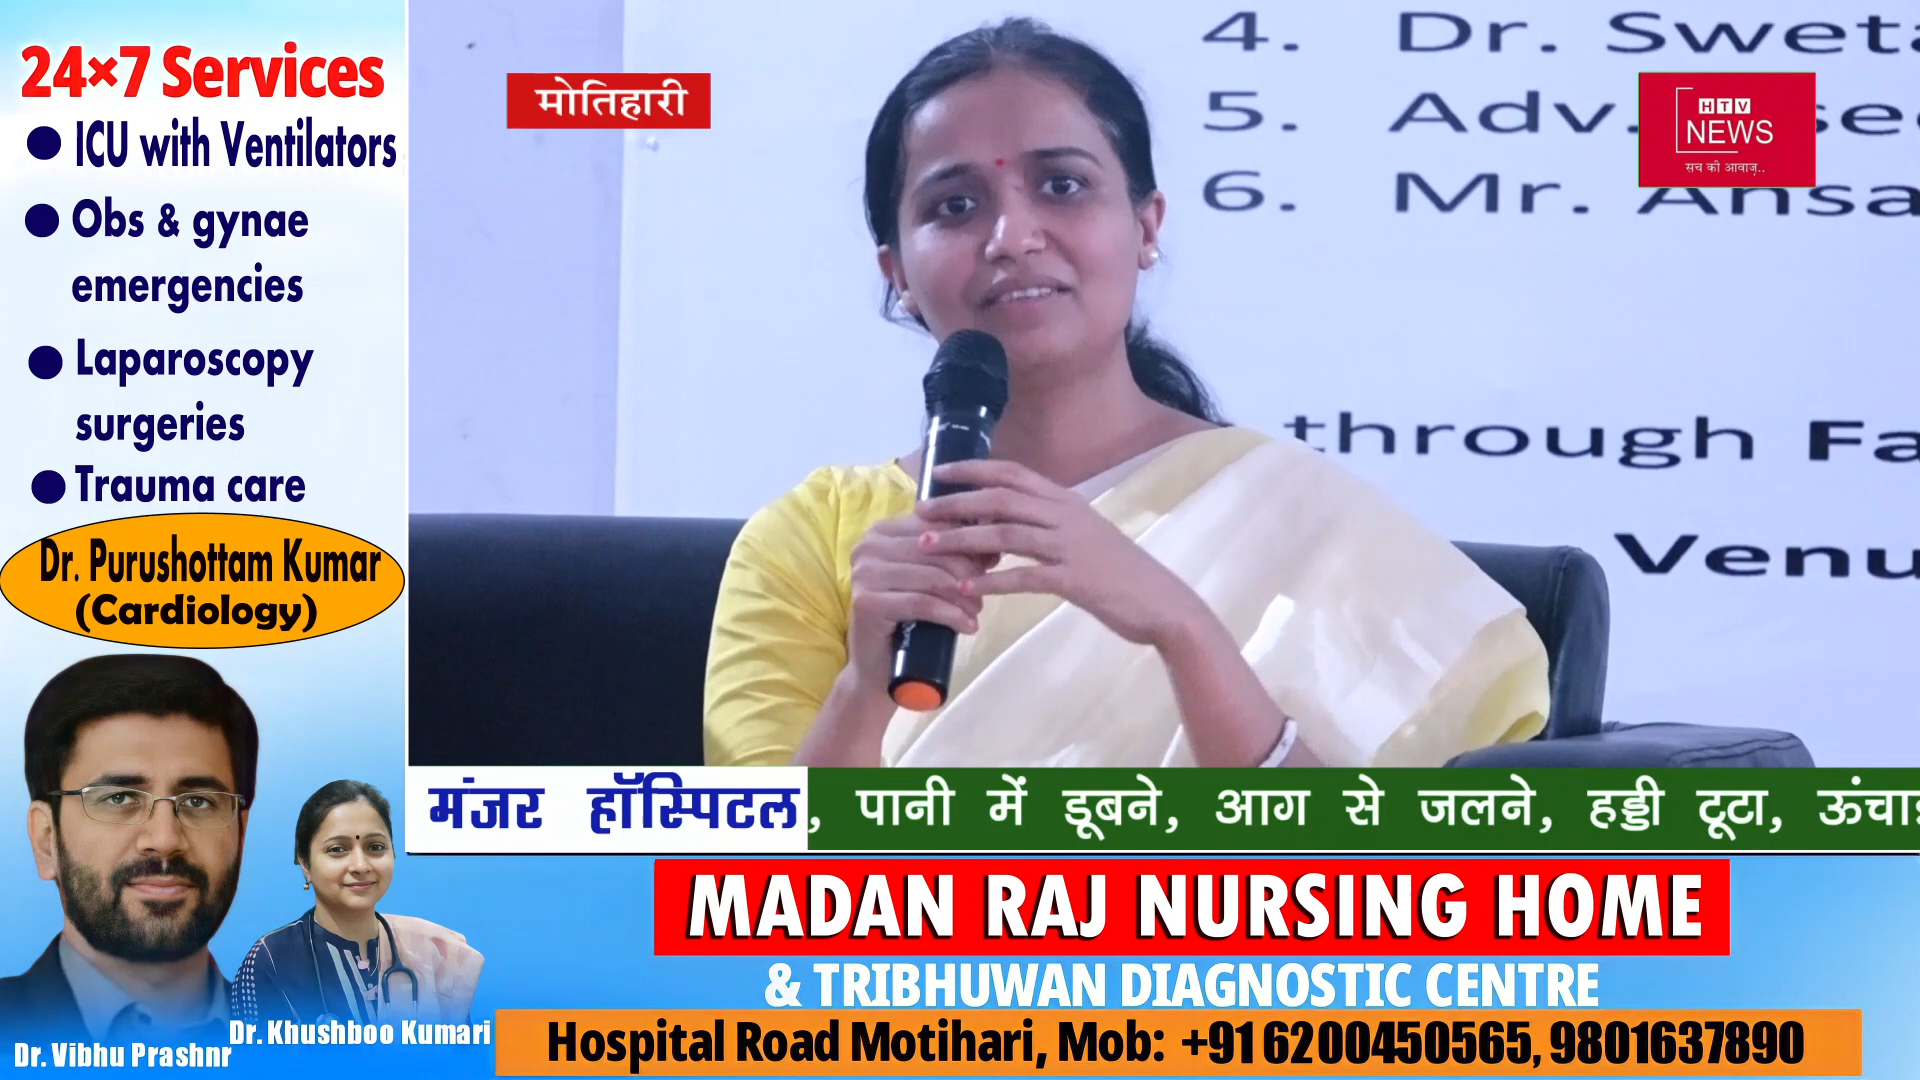 24×7 Services
● ICU with Ventilators
● Obs & gynae
emergencies
● Laparoscopy
surgeries
● Trauma care
Dr. Purushottam Kumar
(Cardiology)
Dr. Vibhu Prashnr
Dr. Khushboo Kumari
मोतिहारी
4. Dr. Sweta
5. Adv.
6. Mr. Ansa
HTV
NEWS
सच की आवाज़..
through Fa
Venu
मंजर हॉस्पिटल, पानी में डूबने, आग से जलने, हड्डी टूटा,
MADAN RAJ NURSING HOME
& TRIBHUWAN DIAGNOSTIC CENTRE
Hospital Road Motihari, Mob: +91 6200450565, 9801637890